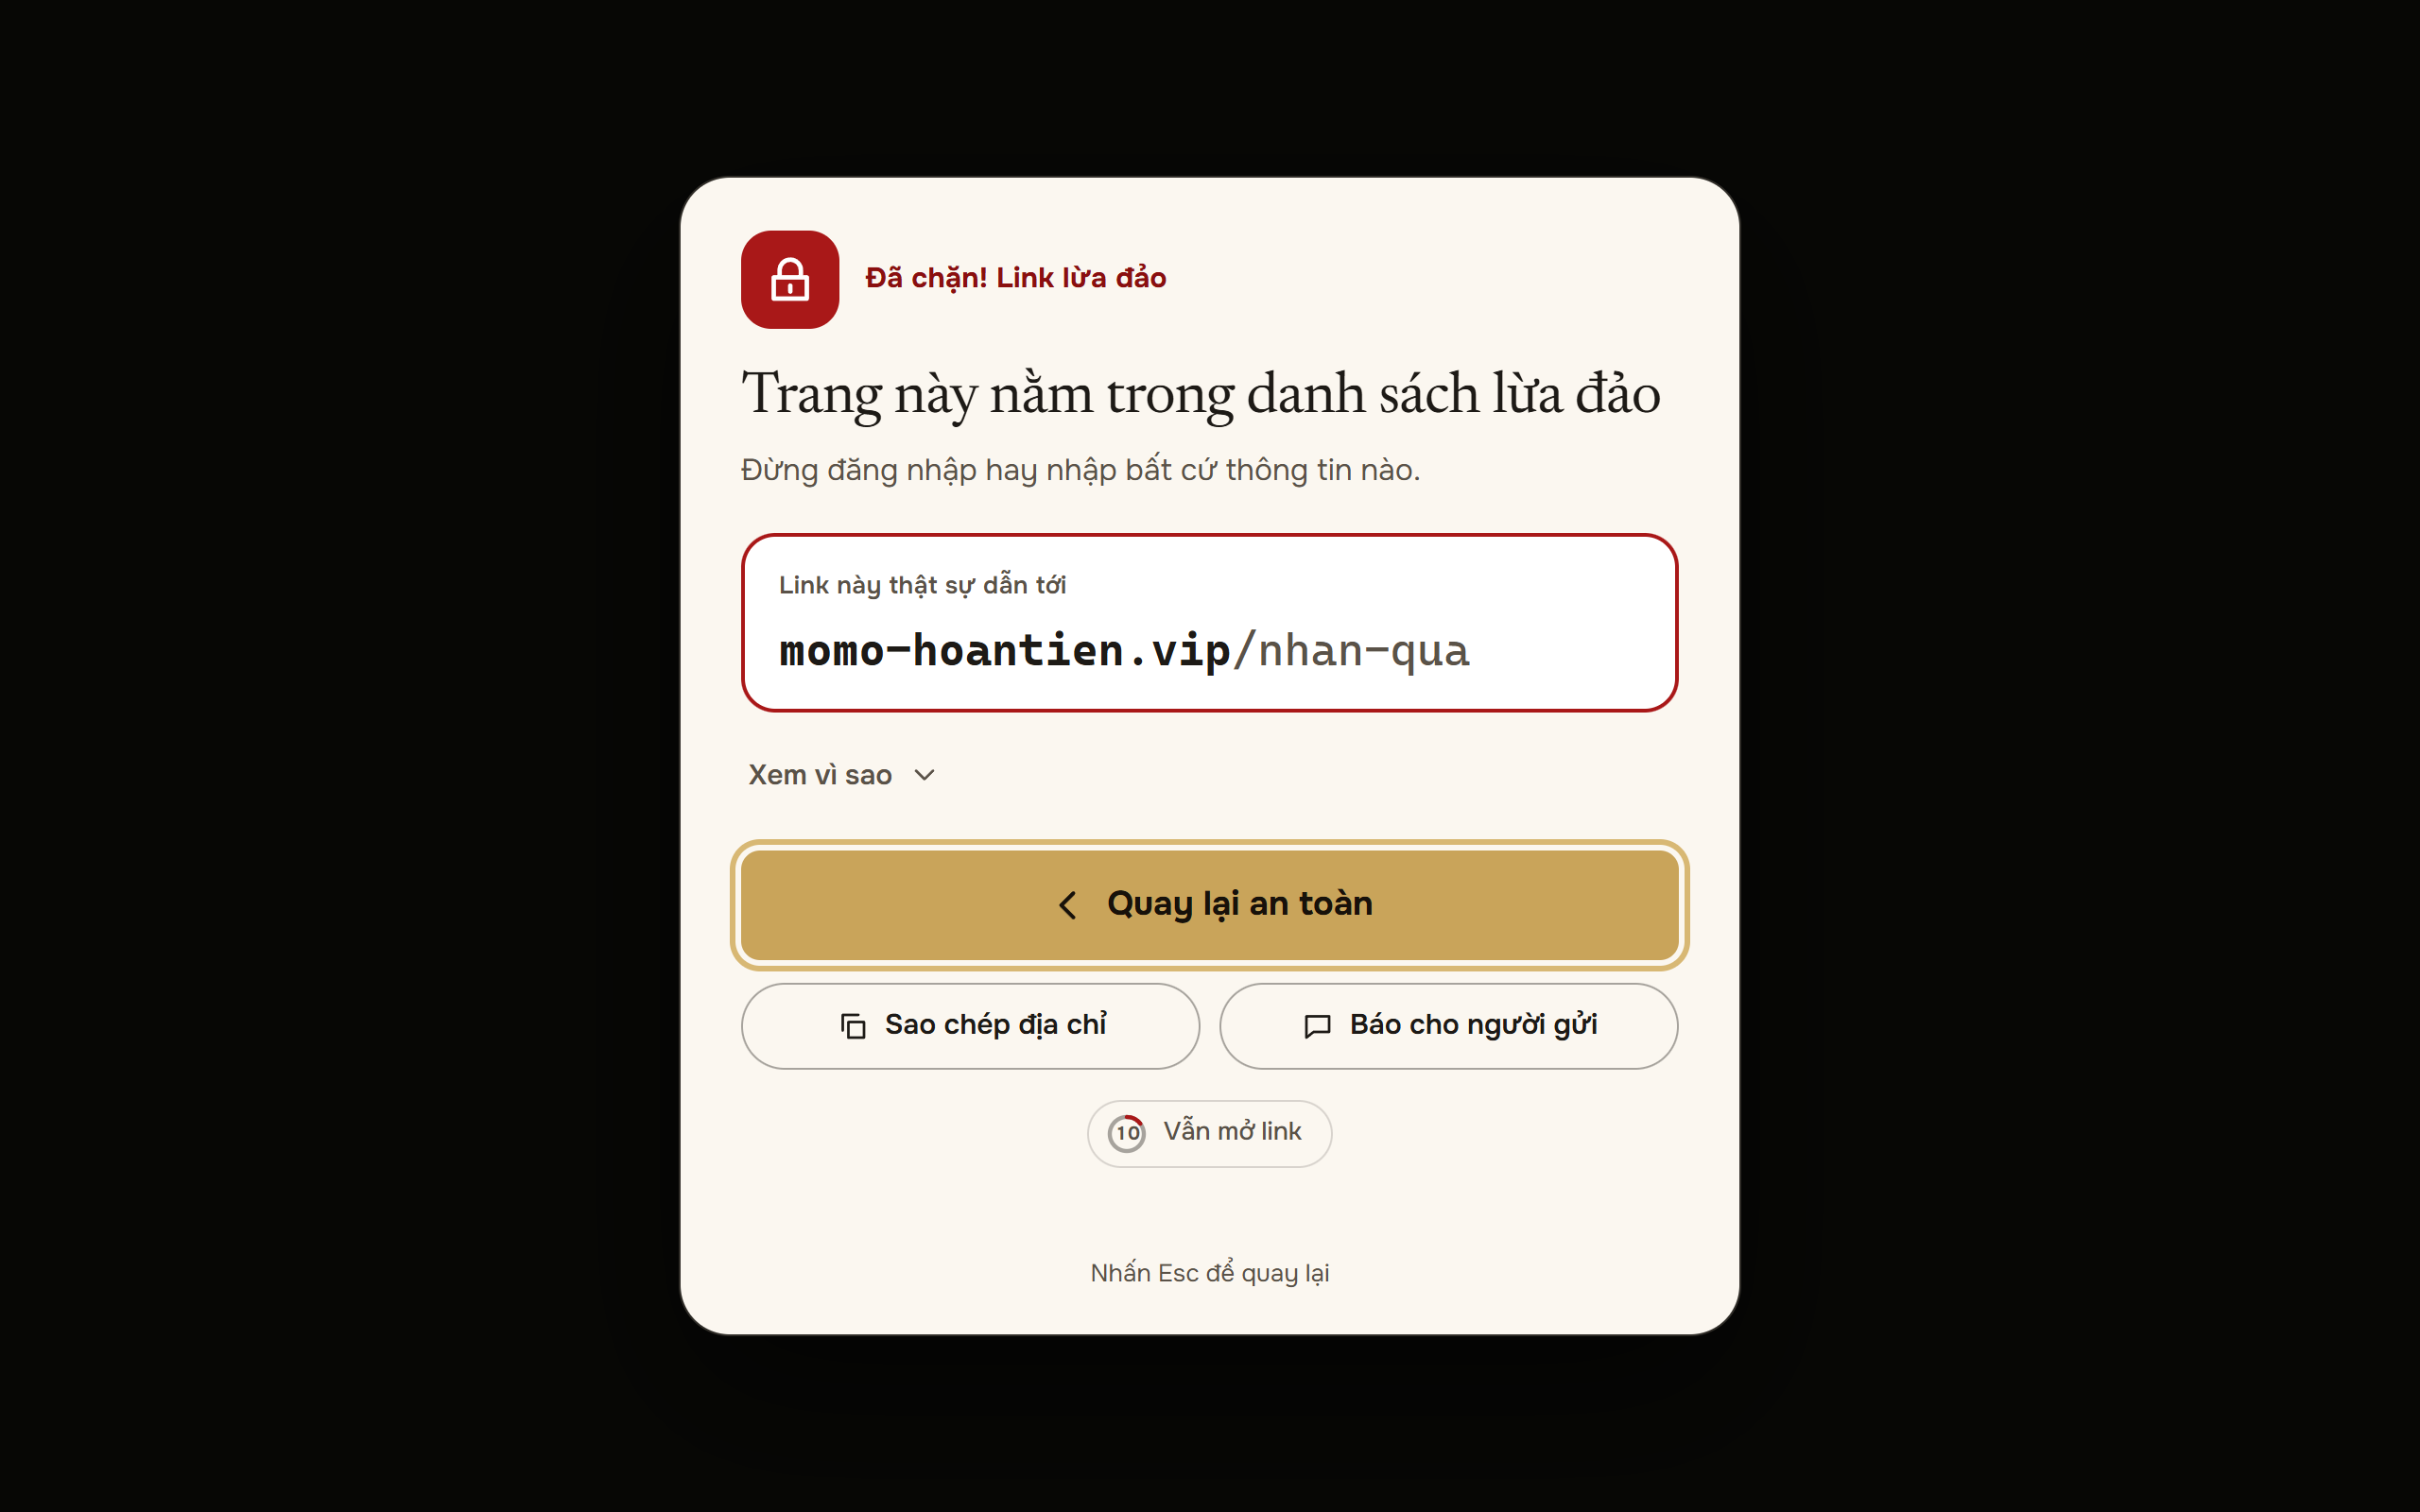 Đã chặn! Link lừa đảo
Trang này nằm trong danh sách lừa đảo
Đừng đăng nhập hay nhập bất cứ thông tin nào.
Link này thật sự dẫn tới
momo-hoantien.vip/nhan-qua
Xem vì sao
Quay lại an toàn
Sao chép địa chỉ
Báo cho người gửi
10 Vẫn mở link
Nhấn Esc để quay lại